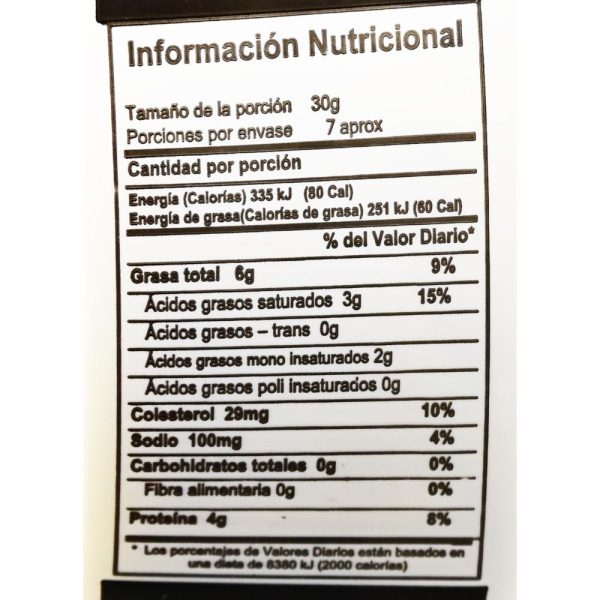 Información Nutricional
Tamaño de la porción 30g
Porciones por envase 7 aprox
Cantidad por porción
Energía (Calorías) 335 kJ (80 Cal)
Energía de grasa(Calorías de grasa) 251 kJ (60 Cal)
% del Valor Diario*
Grasa total 6g 9%
Ácidos grasos saturados 3g 15%
Ácidos grasos – trans 0g
Ácidos grasos mono insaturados 2g
Ácidos grasos poli insaturados 0g
Colesterol 29mg 10%
Sodio 100mg 4%
Carbohidratos totales 0g 0%
Fibra alimentaria 0g 0%
Proteína 4g 8%
* Los porcentajes de Valores Diarios están basados en
una dieta de 8380 kJ (2000 calorías)